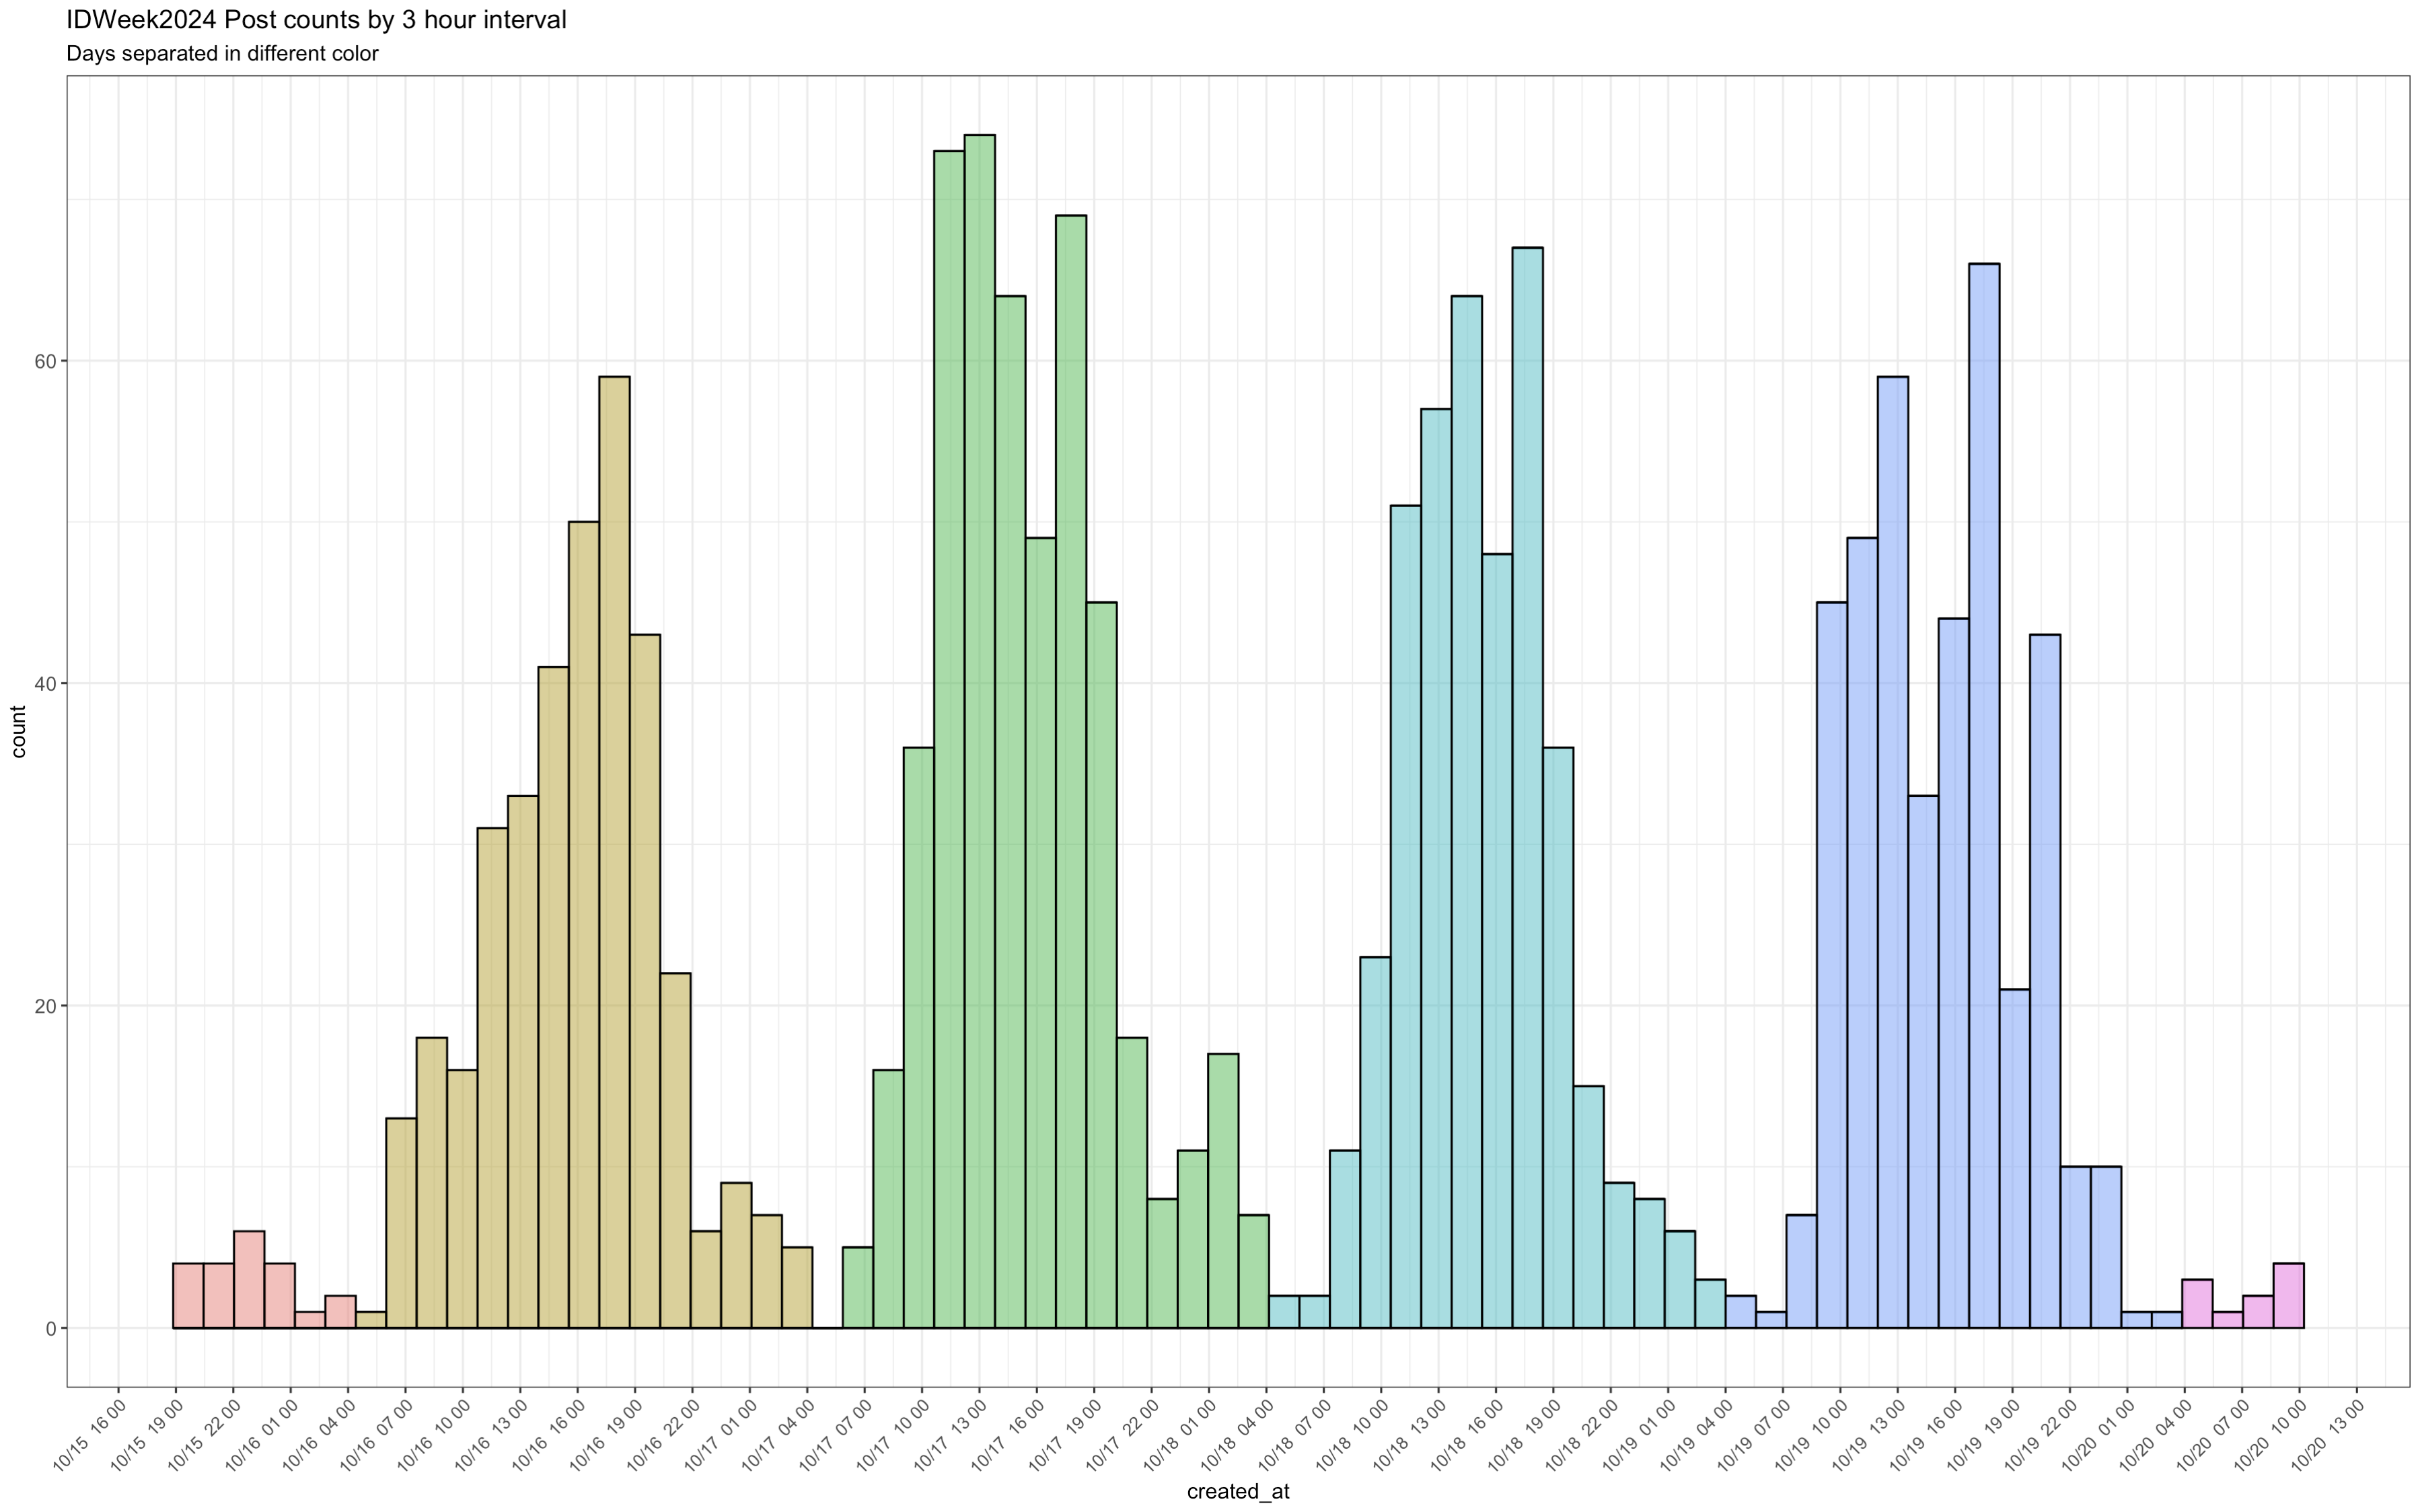 IDWeek2024 Post counts by 3 hour interval
Days separated in different color
count
60
40
20
0
10/15 16 00
10/15 19 00
10/15 22 00
10/16 01 00
10/16 04 00
10/16 07 00
10/16 10 00
10/16 13 00
10/16 16 00
10/16 19 00
10/16 22 00
10/17 01 00
10/17 04 00
10/17 07 00
10/17 10 00
10/17 13 00
10/17 16 00
10/17 19 00
10/17 22 00
10/18 01 00
10/18 04 00
10/18 07 00
10/18 10 00
10/18 13 00
10/18 16 00
10/18 19 00
10/18 22 00
10/19 01 00
10/19 04 00
10/19 07 00
10/19 10 00
10/19 13 00
10/19 16 00
10/19 19 00
10/19 22 00
10/20 01 00
10/20 04 00
10/20 07 00
10/20 10 00
10/20 13 00
created_at